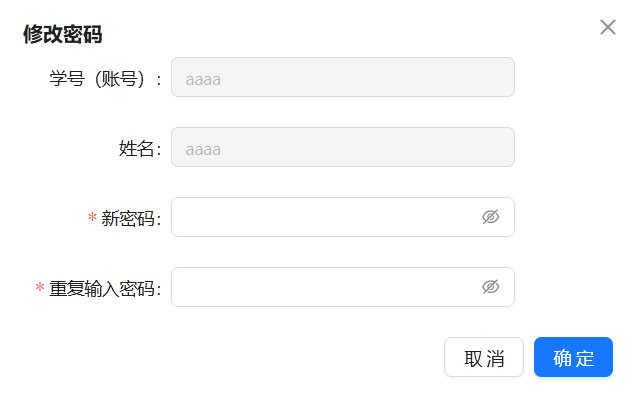 修改密码
学号（账号）: aaaa
姓名: aaaa
* 新密码:
* 重复输入密码:
取消 确定